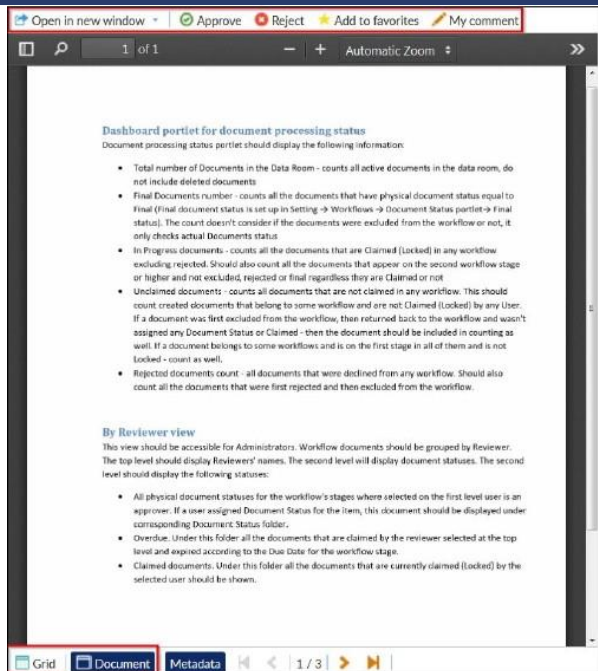 Open in new window Approve Reject Add to favorites My comment
1 of 1 − + Automatic Zoom
Dashboard portlet for document processing status
Document processing status portlet should display the following information:
• Total number of Documents in the Data Room - counts all active documents in the data room, do
not include deleted documents
• Final Documents number - counts all the documents that have physical document status equal to
Final (Final document status is set up in Setting → Workflows → Document Status portlet→ Final
status). The count doesn't consider if the documents were excluded from the workflow or not, it
only checks actual Documents status
• In Progress documents - counts all the documents that are Claimed (Locked) in any workflow
excluding rejected. Should also count all the documents that appear on the second workflow stage
or higher and not excluded, rejected or final regardless they are Claimed or not
• Unclaimed documents - counts all documents that are not claimed in any workflow. This should
count created documents that belong to some workflow and are not Claimed (Locked) by any User.
If a document was first excluded from the workflow, then returned back to the workflow and wasn't
assigned any Document Status or Claimed - then the document should be included in counting as
well. If a document belongs to some workflows and is on the first stage in all of them and is not
Locked - count as well.
• Rejected documents count - all documents that were declined from any workflow. Should also
count all the documents that were first rejected and then excluded from the workflow.
By Reviewer view
This view should be accessible for Administrators. Workflow documents should be grouped by Reviewer.
The top level should display Reviewers' names. The second level will display document statuses. The second
level should display the following statuses:
• All physical document statuses for the workflow's stages where selected on the first level user is an
approver. If a user assigned Document Status for the item, this document should be displayed under
corresponding Document Status folder.
• Overdue. Under this folder all the documents that are claimed by the reviewer selected at the top
level and expired according to the Due Date for the workflow stage.
• Claimed documents. Under this folder all the documents that are currently claimed (Locked) by the
selected user should be shown.
Grid Document Metadata 1 / 3